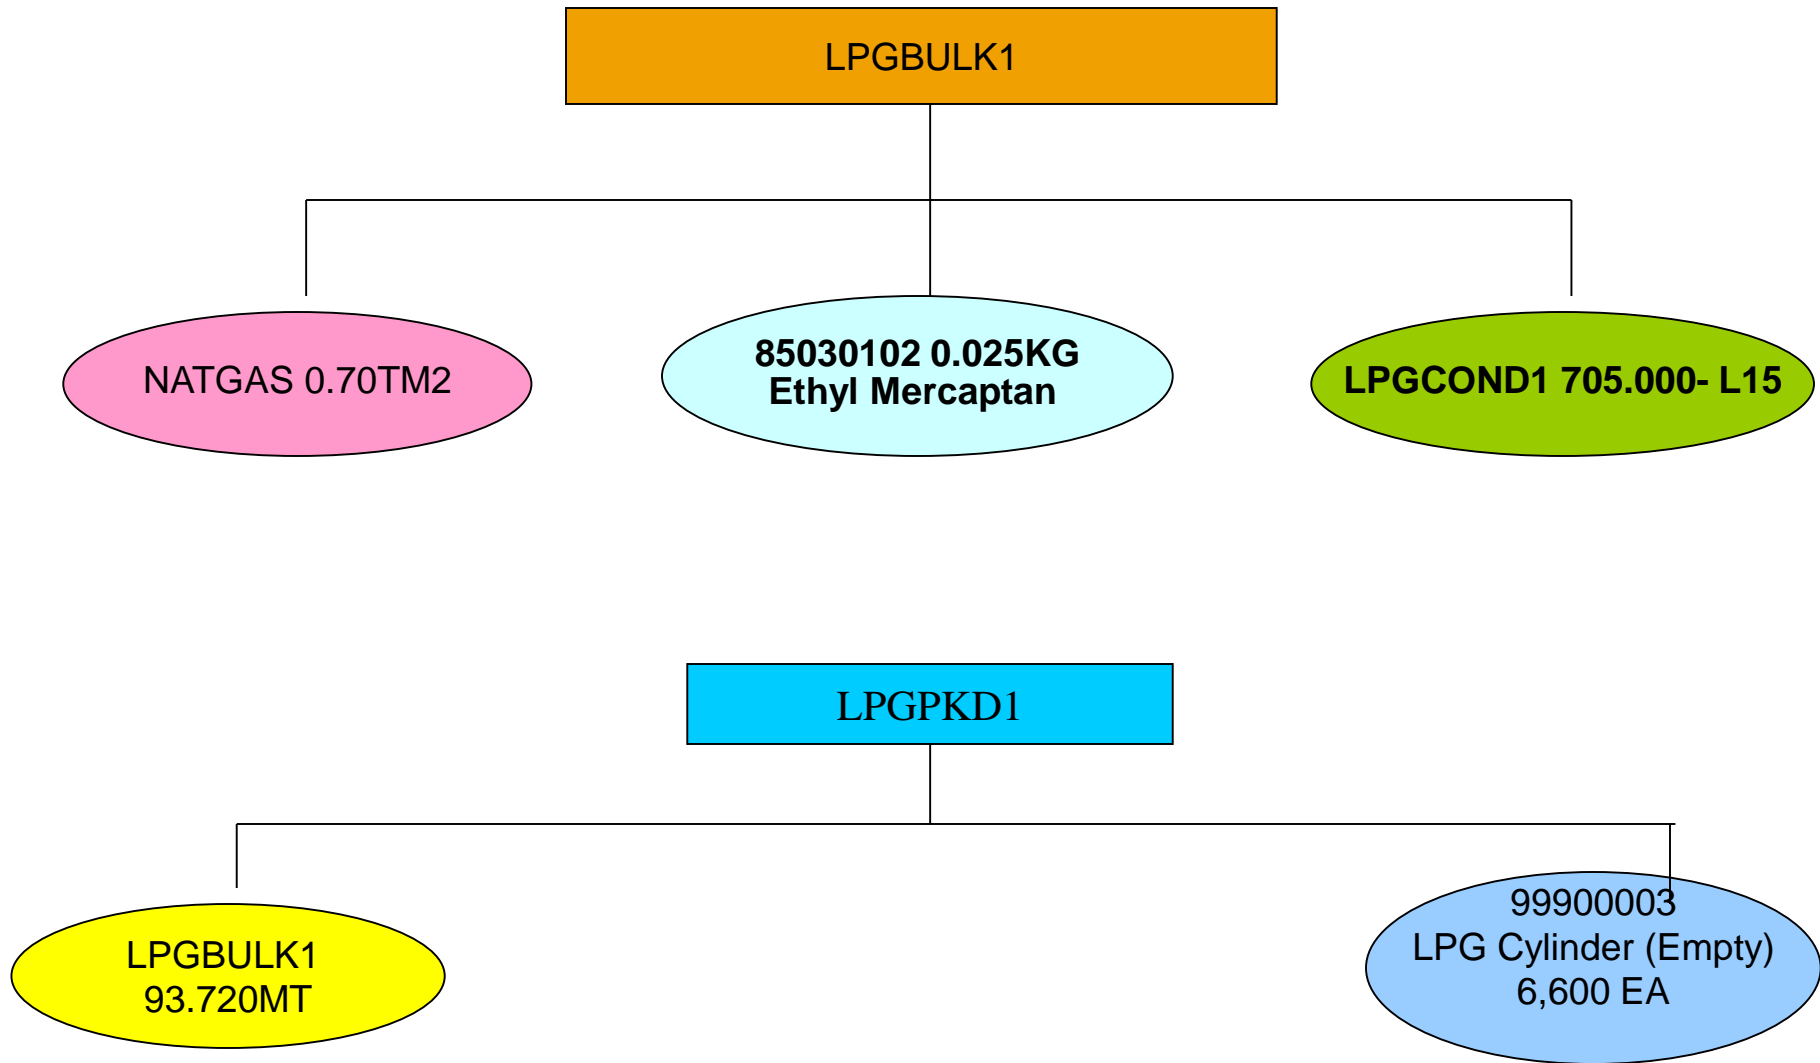 LPGBULK1
NATGAS 0.70TM2
85030102 0.025KG
Ethyl Mercaptan
LPGCOND1 705.000- L15
LPGPKD1
LPGBULK1
93.720MT
99900003
LPG Cylinder (Empty)
6,600 EA